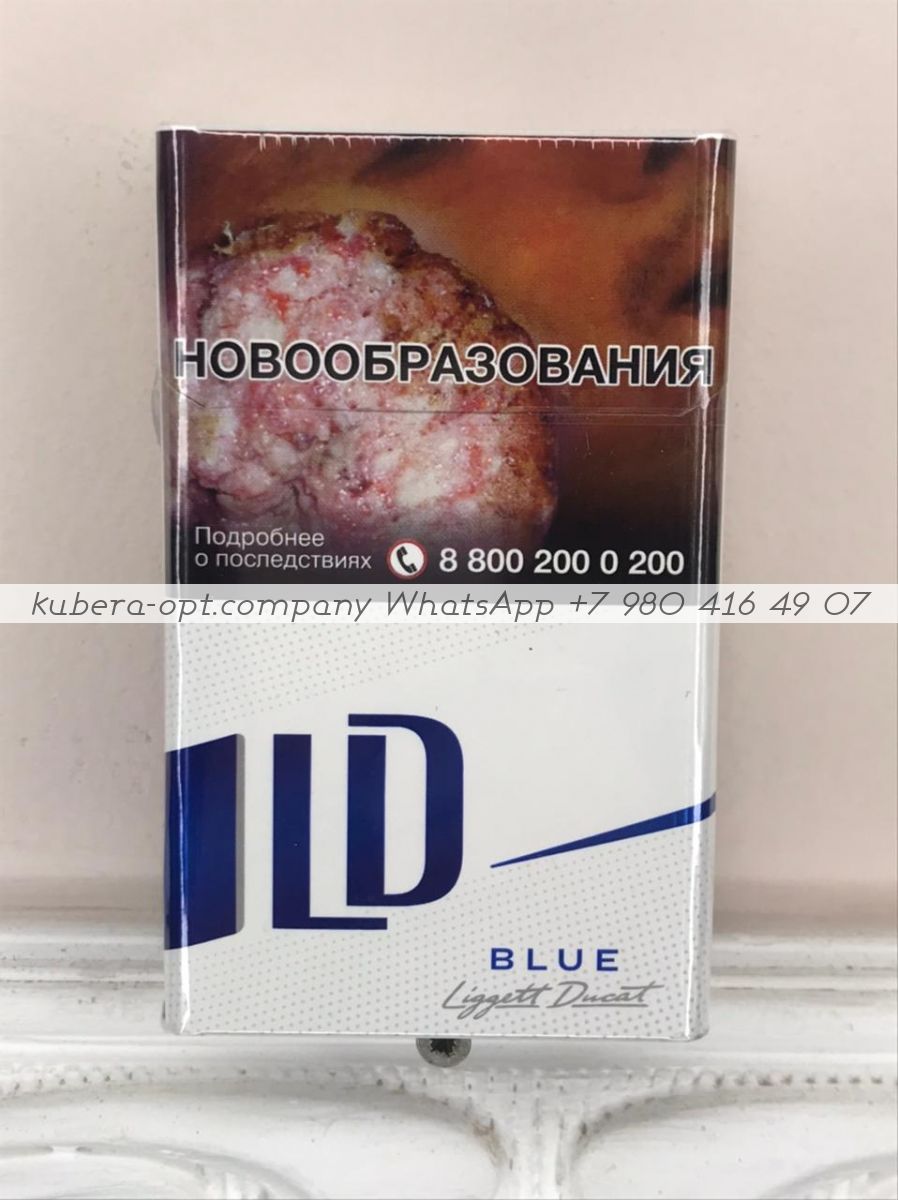 НОВООБРАЗОВАНИЯ
Подробнее
о последствиях 8 800 200 0 200
kubera-opt.company WhatsApp +7 980 416 49 07
LD
BLUE
Liggett Ducat